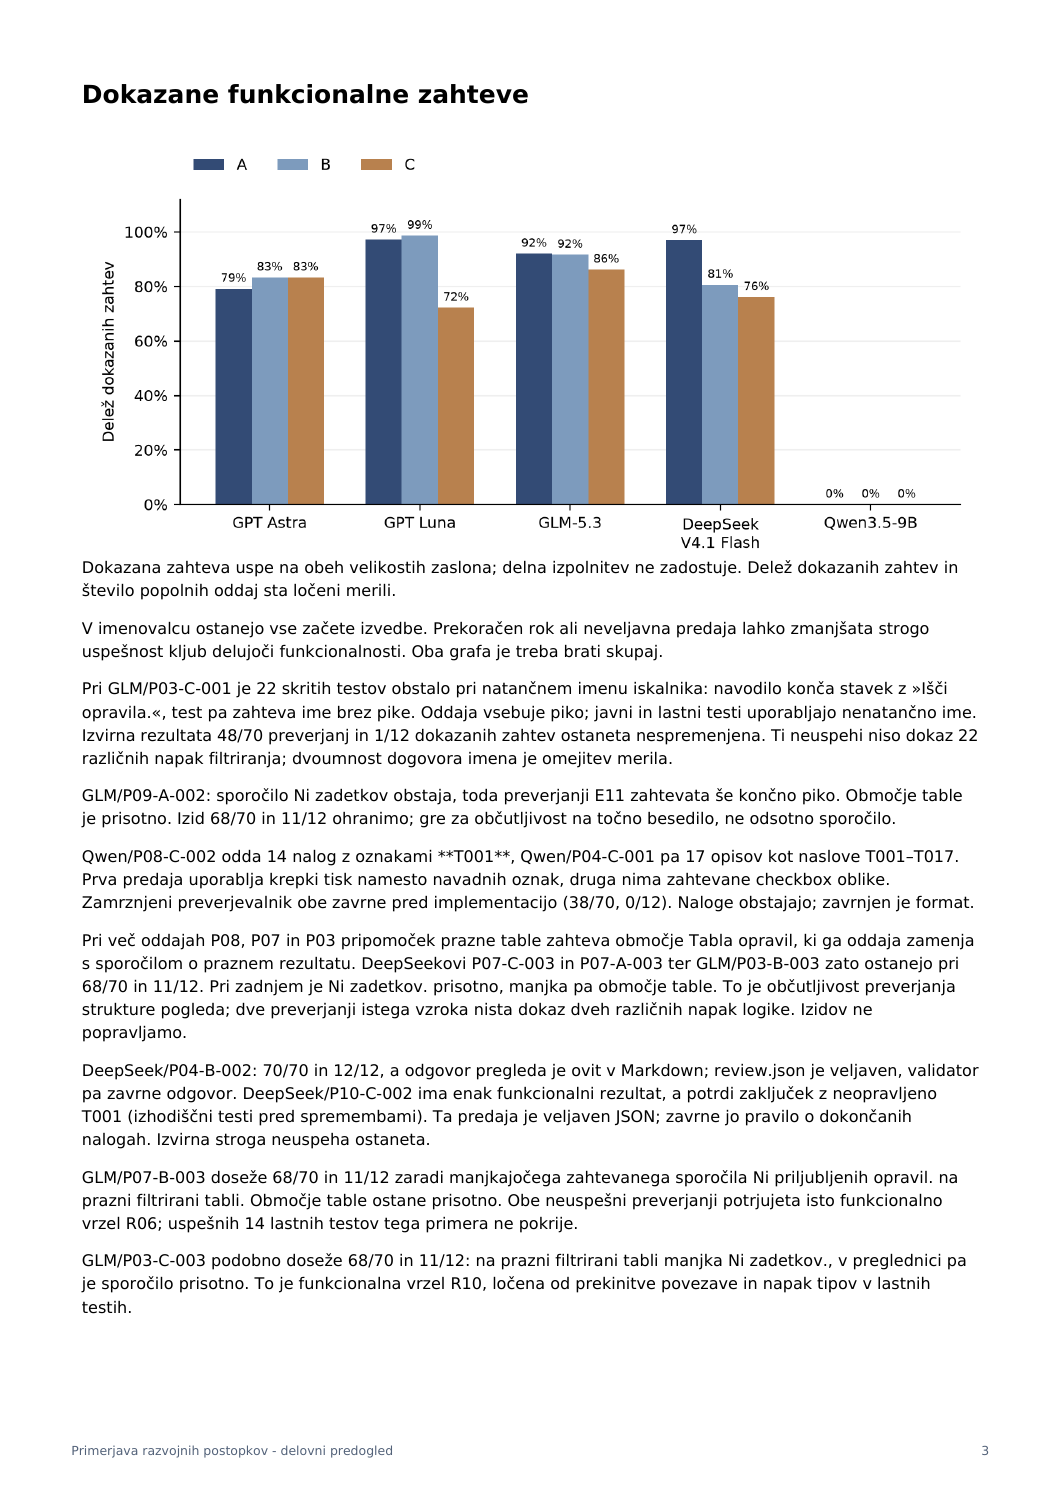 Dokazane funkcionalne zahteve
A B C
Delež dokazanih zahtev
100%
80%
60%
40%
20%
0%
79% 83% 83%
97% 99% 72%
92% 92% 86%
97% 81% 76%
0% 0% 0%
GPT Astra GPT Luna GLM-5.3 DeepSeek V4.1 Flash Qwen3.5-9B
Dokazana zahteva uspe na obeh velikostih zaslona; delna izpolnitev ne zadostuje. Delež dokazanih zahtev in
število popolnih oddaj sta ločeni merili.
V imenovalcu ostanejo vse začete izvedbe. Prekoračen rok ali neveljavna predaja lahko zmanjšata strogo
uspešnost kljub delujoči funkcionalnosti. Oba grafa je treba brati skupaj.
Pri GLM/P03-C-001 je 22 skritih testov obstalo pri natančnem imenu iskalnika: navodilo konča stavek z »Išči
opravila.«, test pa zahteva ime brez pike. Oddaja vsebuje piko; javni in lastni testi uporabljajo nenatančno ime.
Izvirna rezultata 48/70 preverjanj in 1/12 dokazanih zahtev ostaneta nespremenjena. Ti neuspehi niso dokaz 22
različnih napak filtriranja; dvoumnost dogovora imena je omejitev merila.
GLM/P09-A-002: sporočilo Ni zadetkov obstaja, toda preverjanji E11 zahtevata še končno piko. Območje table
je prisotno. Izid 68/70 in 11/12 ohranimo; gre za občutljivost na točno besedilo, ne odsotno sporočilo.
Qwen/P08-C-002 odda 14 nalog z oznakami **T001**, Qwen/P04-C-001 pa 17 opisov kot naslove T001–T017.
Prva predaja uporablja krepki tisk namesto navadnih oznak, druga nima zahtevane checkbox oblike.
Zamrznjeni preverjevalnik obe zavrne pred implementacijo (38/70, 0/12). Naloge obstajajo; zavrnjen je format.
Pri več oddajah P08, P07 in P03 pripomoček prazne table zahteva območje Tabla opravil, ki ga oddaja zamenja
s sporočilom o praznem rezultatu. DeepSeekovi P07-C-003 in P07-A-003 ter GLM/P03-B-003 zato ostanejo pri
68/70 in 11/12. Pri zadnjem je Ni zadetkov. prisotno, manjka pa območje table. To je občutljivost preverjanja
strukture pogleda; dve preverjanji istega vzroka nista dokaz dveh različnih napak logike. Izidov ne
popravljamo.
DeepSeek/P04-B-002: 70/70 in 12/12, a odgovor pregleda je ovit v Markdown; review.json je veljaven, validator
pa zavrne odgovor. DeepSeek/P10-C-002 ima enak funkcionalni rezultat, a potrdi zaključek z neopravljeno
T001 (izhodiščni testi pred spremembami). Ta predaja je veljaven JSON; zavrne jo pravilo o dokončanih
nalogah. Izvirna stroga neuspeha ostaneta.
GLM/P07-B-003 doseže 68/70 in 11/12 zaradi manjkajočega zahtevanega sporočila Ni priljubljenih opravil. na
prazni filtrirani tabli. Območje table ostane prisotno. Obe neuspešni preverjanji potrjujeta isto funkcionalno
vrzel R06; uspešnih 14 lastnih testov tega primera ne pokrije.
GLM/P03-C-003 podobno doseže 68/70 in 11/12: na prazni filtrirani tabli manjka Ni zadetkov., v preglednici pa
je sporočilo prisotno. To je funkcionalna vrzel R10, ločena od prekinitve povezave in napak tipov v lastnih
testih.
Primerjava razvojnih postopkov - delovni predogled 3